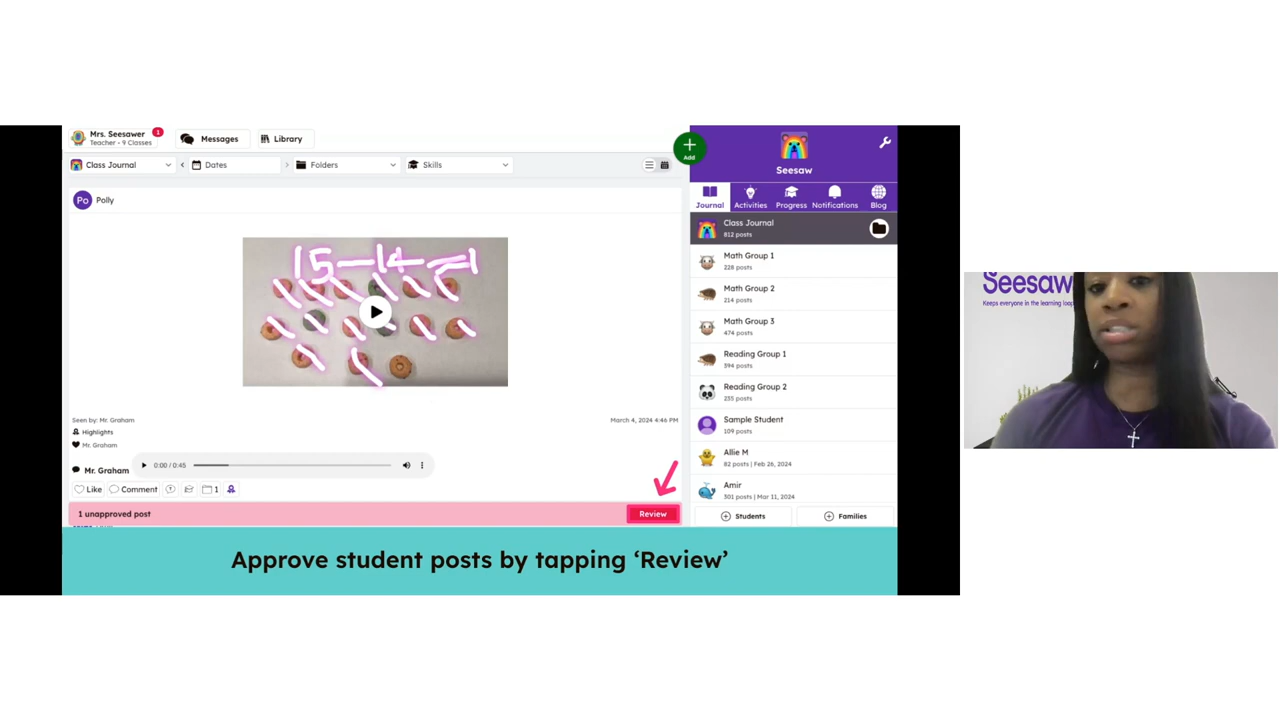 Mrs. Seesawer
1
Teacher - 9 Classes
Messages
Library
Add
Class Journal
Dates
Folders
Skills
Po
Polly
15-14=1
Seen by: Mr. Graham
March 4, 2024 4:46 PM
Highlights
Mr. Graham
Mr. Graham
0:00 / 0:45
Like
Comment
1
1 unapproved post
Review
Seesaw
Journal
Activities
Progress
Notifications
Blog
Class Journal
812 posts
Math Group 1
228 posts
Math Group 2
214 posts
Math Group 3
474 posts
Reading Group 1
394 posts
Reading Group 2
235 posts
Sample Student
109 posts
Allie M
82 posts | Feb 26, 2024
Amir
301 posts | Mar 11, 2024
Students
Families
Approve student posts by tapping ‘Review’
Seesaw
Keeps everyone in the learning loop